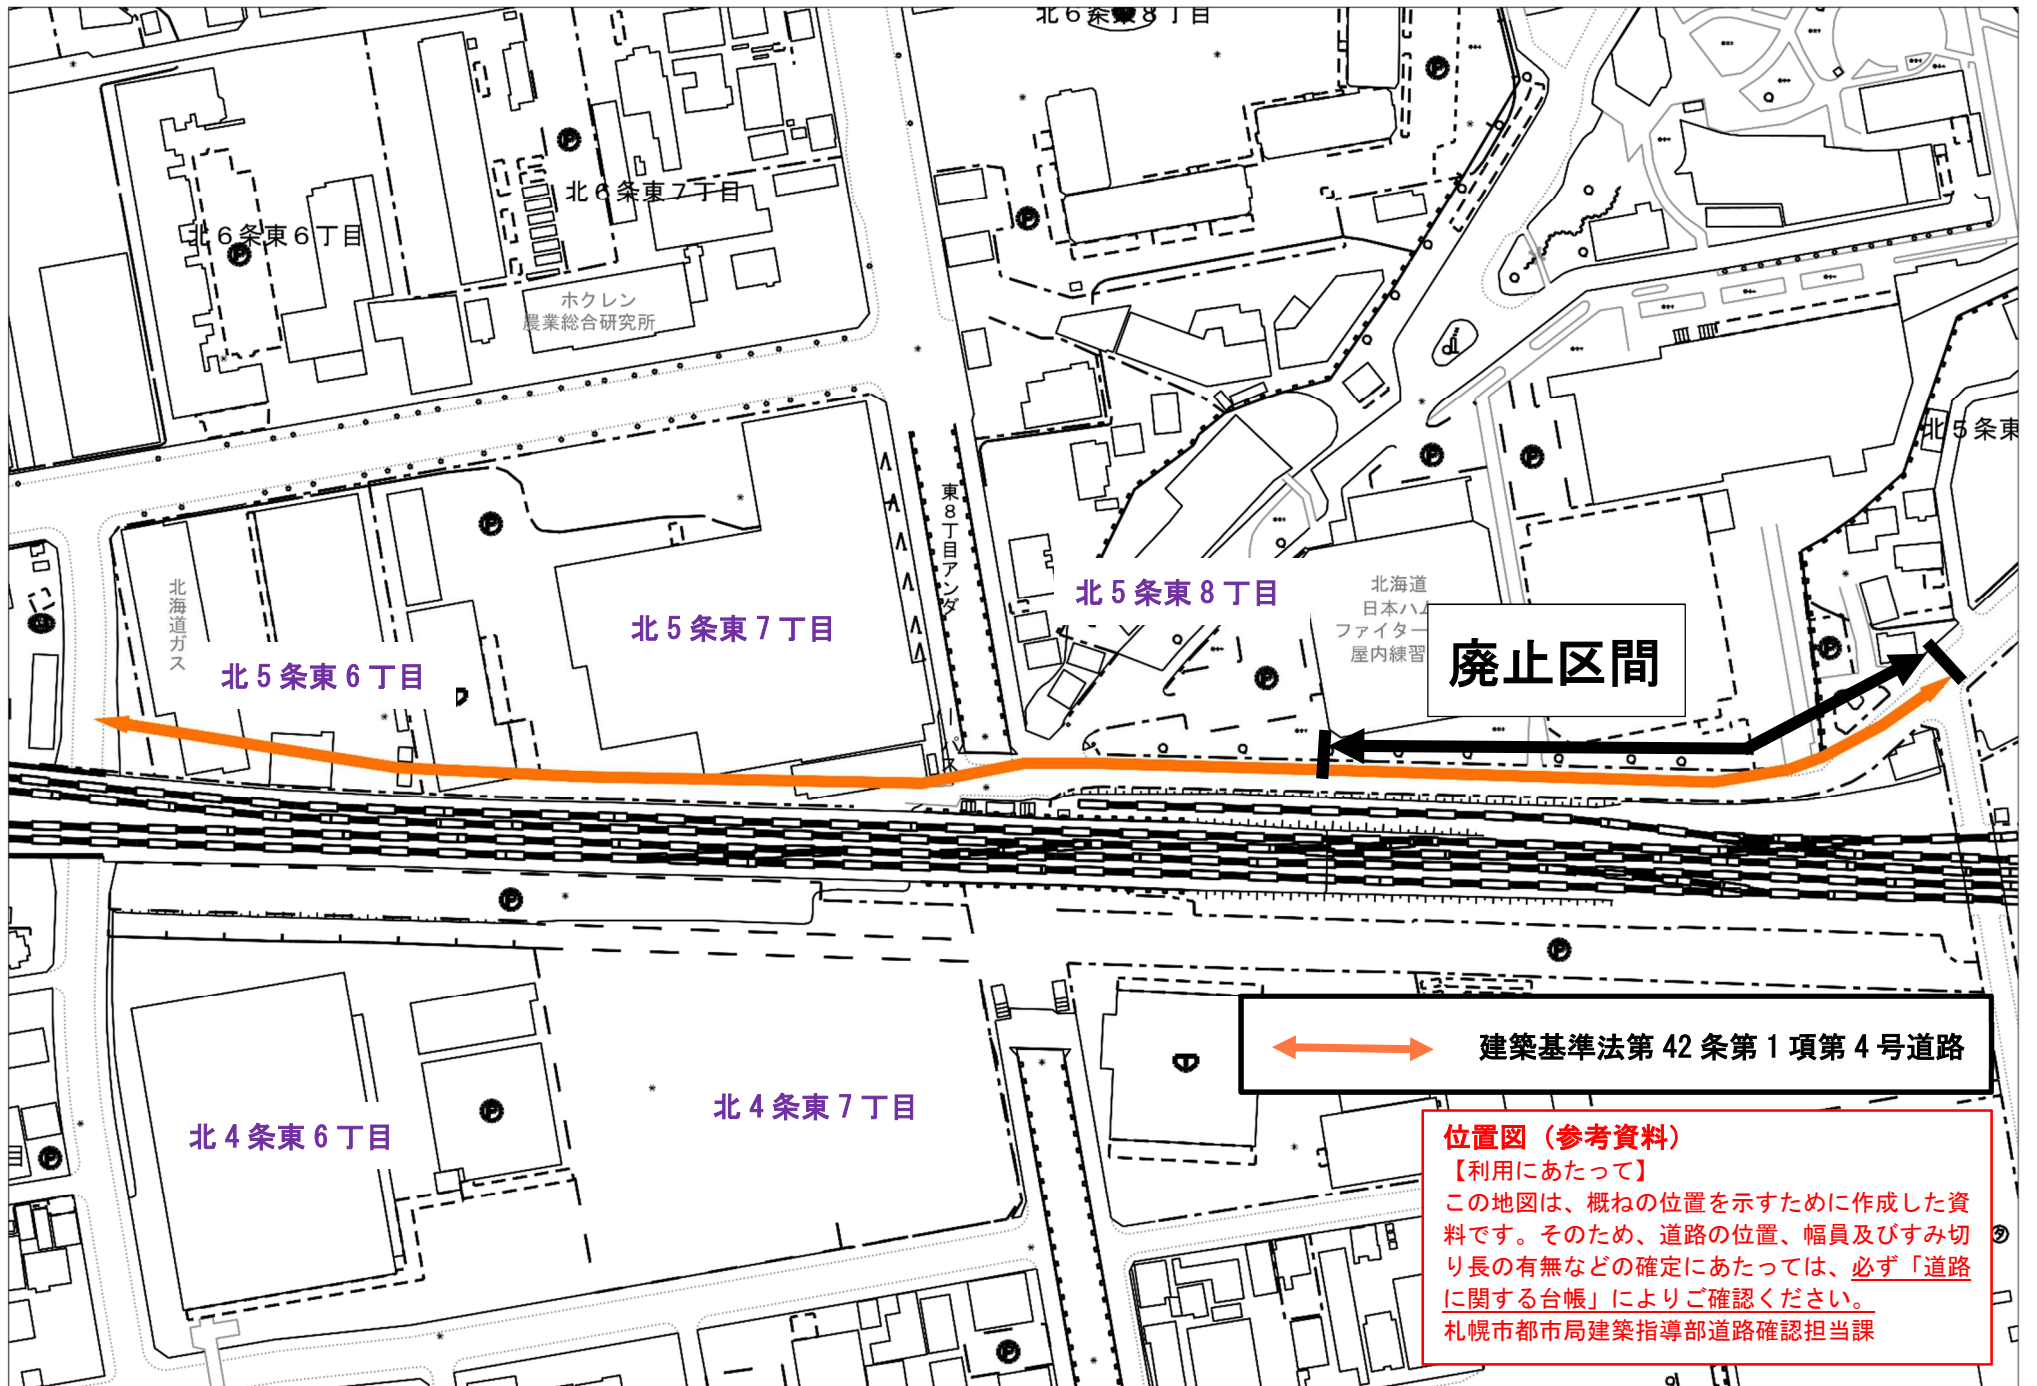 北６条東８丁目
北６条東７丁目
北６条東６丁目
ホクレン
農業総合研究所
北５条東
東８丁目アンダーパス
北海道ガス
北５条東８丁目
北海道
日本ハム
ファイター
屋内練習
北５条東７丁目
北５条東６丁目
廃止区間
建築基準法第 42 条第１項第４号道路
北４条東７丁目
北４条東６丁目
位置図（参考資料）
【利用にあたって】
この地図は、概ねの位置を示すために作成した資
料です。そのため、道路の位置、幅員及びすみ切
り長の有無などの確定にあたっては、必ず「道路
に関する台帳」によりご確認ください。
札幌市都市局建築指導部道路確認担当課